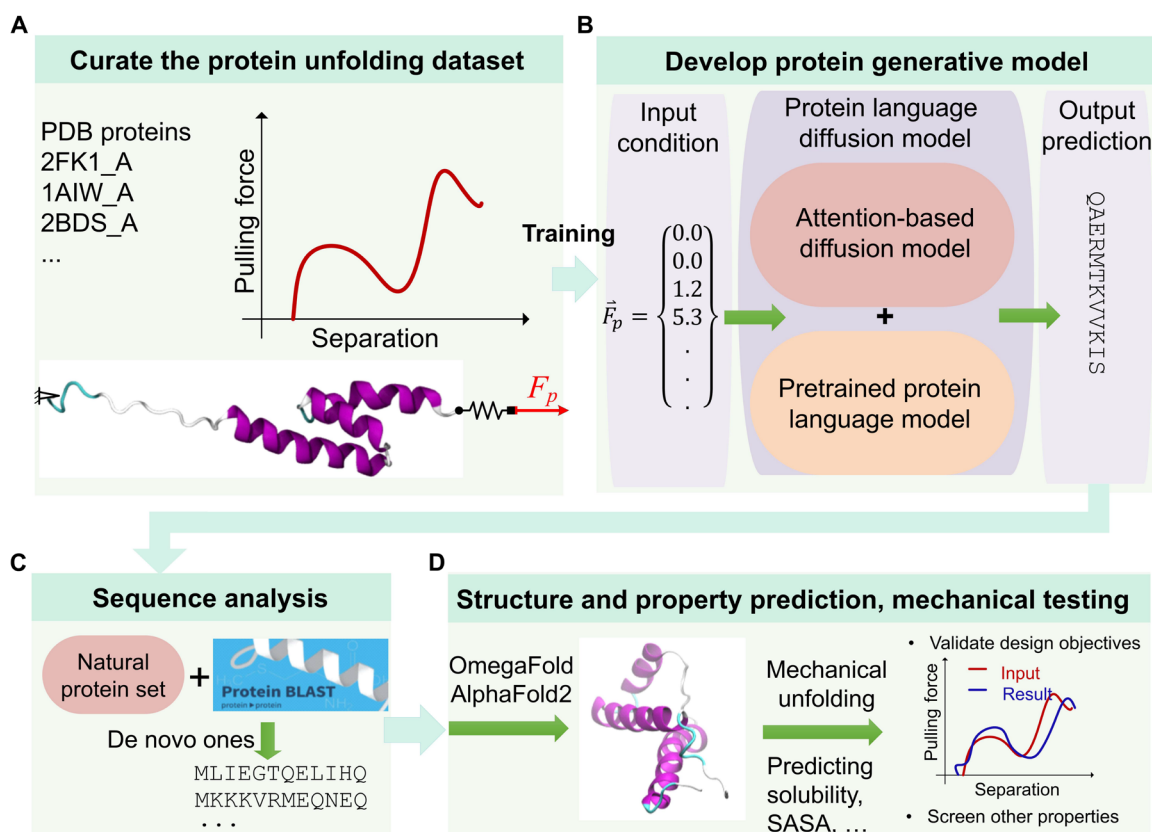 A
Curate the protein unfolding dataset
PDB proteins
2FK1_A
1AIW_A
2BDS_A
...
Pulling force
Separation
F_p
Training
B
Develop protein generative model
Input
condition
0.0
0.0
1.2
F⃗_p = 5.3
.
.
.
Protein language
diffusion model
Attention-based
diffusion model
+
Pretrained protein
language model
Output
prediction
QAERMTKVVKIS
C
Sequence analysis
Natural
protein set
+
Protein BLAST
protein ▸ protein
De novo ones
MLIEGTQELIHQ
MKKKVRMEQNEQ
...
D
Structure and property prediction, mechanical testing
OmegaFold
AlphaFold2
Mechanical
unfolding
Predicting
solubility,
SASA, ...
• Validate design objectives
Input
Result
Pulling force
Separation
• Screen other properties